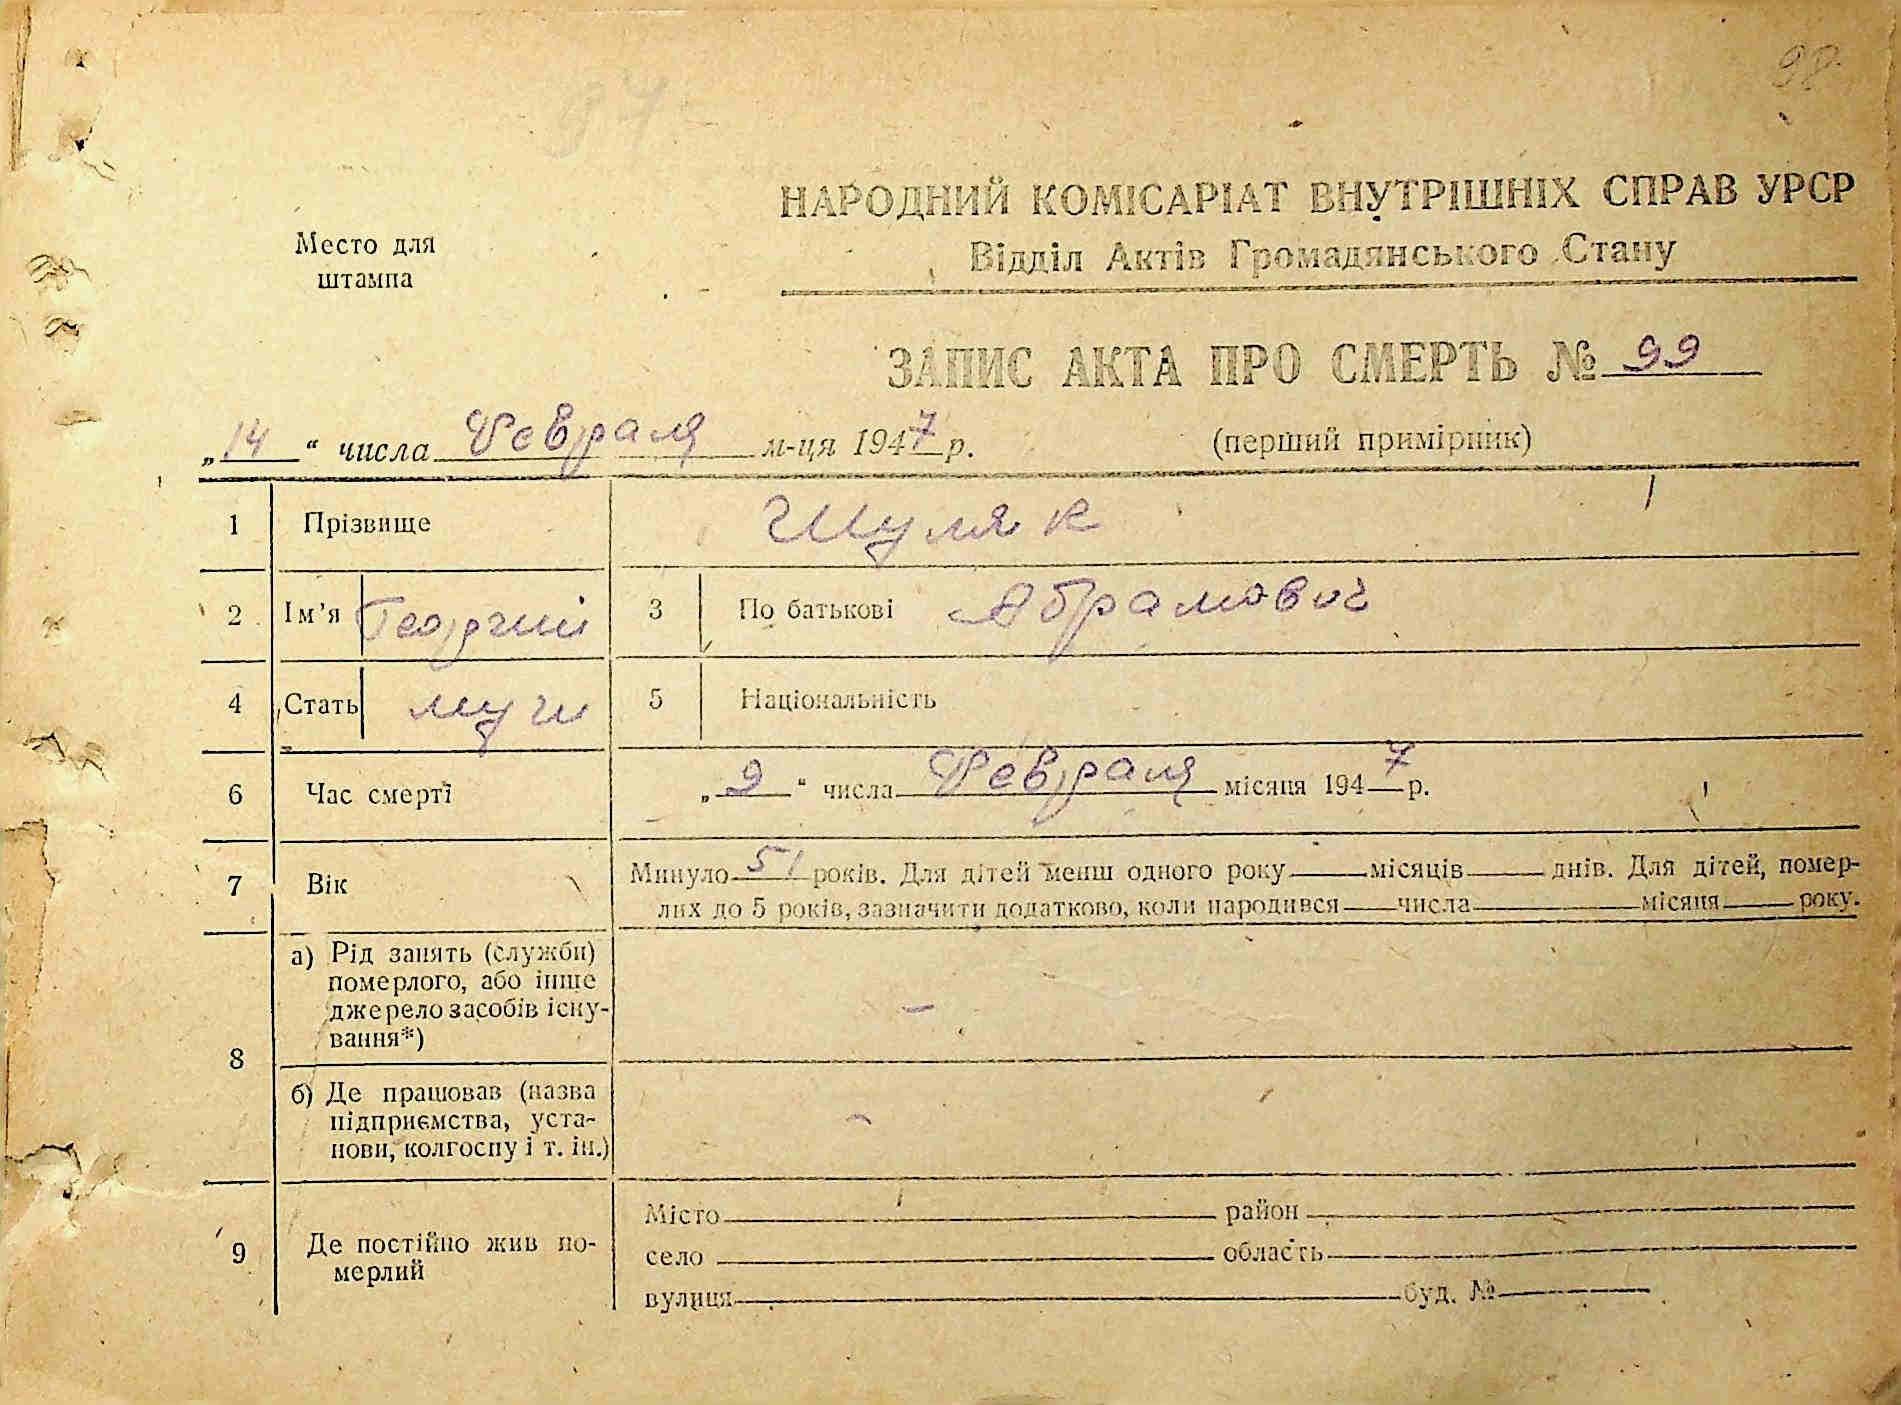 98
97
НАРОДНИЙ КОМІСАРІАТ ВНУТРІШНІХ СПРАВ УРСР
Відділ Актів Громадянського Стану
Место для
штампа
ЗАПИС АКТА ПРО СМЕРТЬ № 99
„14“ числа Февраля м-ця 1947 р.
(перший примірник)
1 Прізвище Шуляк
2 Ім'я Георгий 3 По батькові Абрамович
4 Стать муж 5 Національність
6 Час смерті „9“ числа Февраля місяця 1947 р.
7 Вік Минуло 51 років. Для дітей менш одного року місяців днів. Для дітей, помер-
лих до 5 років, зазначити додатково, коли народився числа місяця року.
8 а) Рід занять (служби)
померлого, або інше
джерело засобів існу-
вання*) —
б) Де працював (назва
підприємства, уста-
нови, колгоспу і т. ін.) —
9 Де постійно жив по-
мерлий
Місто район
село область
вулиця буд. №